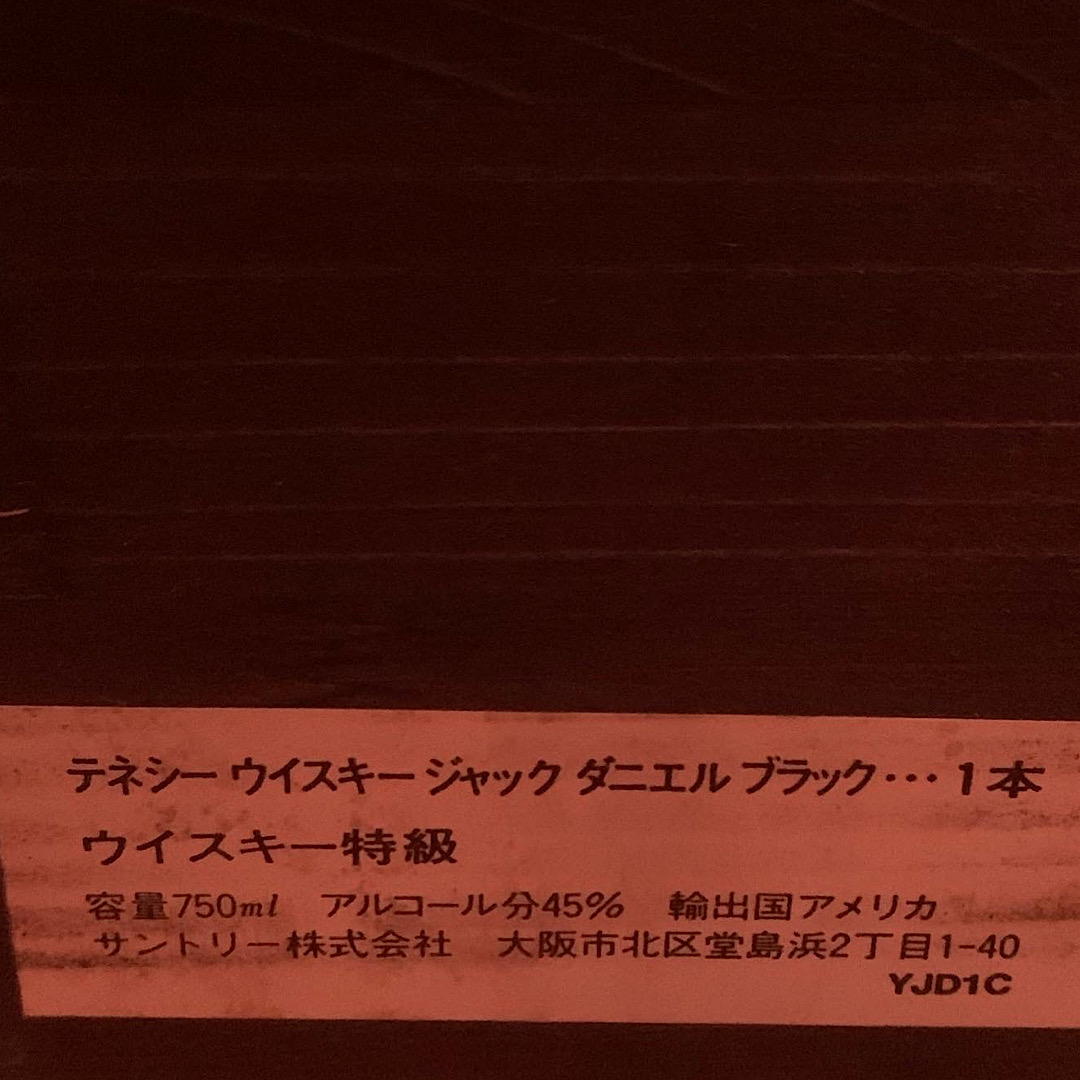 テネシー ウイスキー ジャック ダニエル ブラック･･･1本
ウイスキー特級
容量750ml アルコール分45% 輸出国アメリカ
サントリー株式会社 大阪市北区堂島浜2丁目1-40
YJD1C